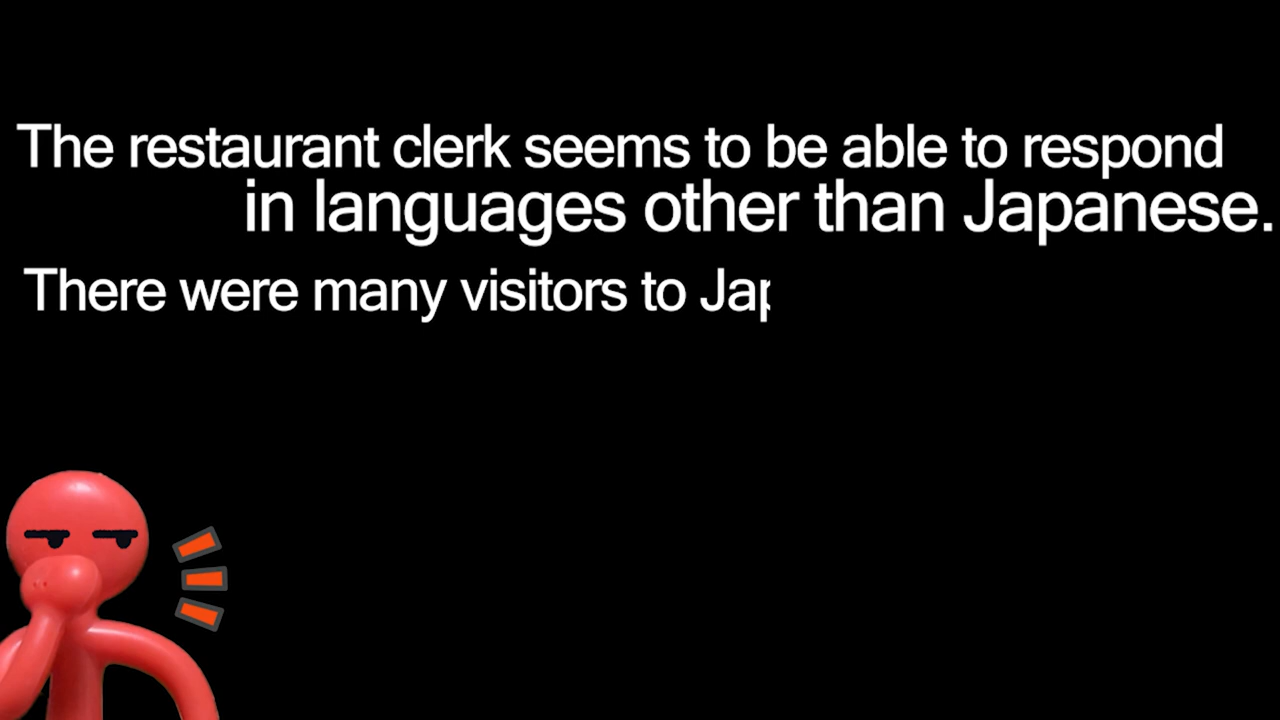 The restaurant clerk seems to be able to respond
in languages other than Japanese.
There were many visitors to